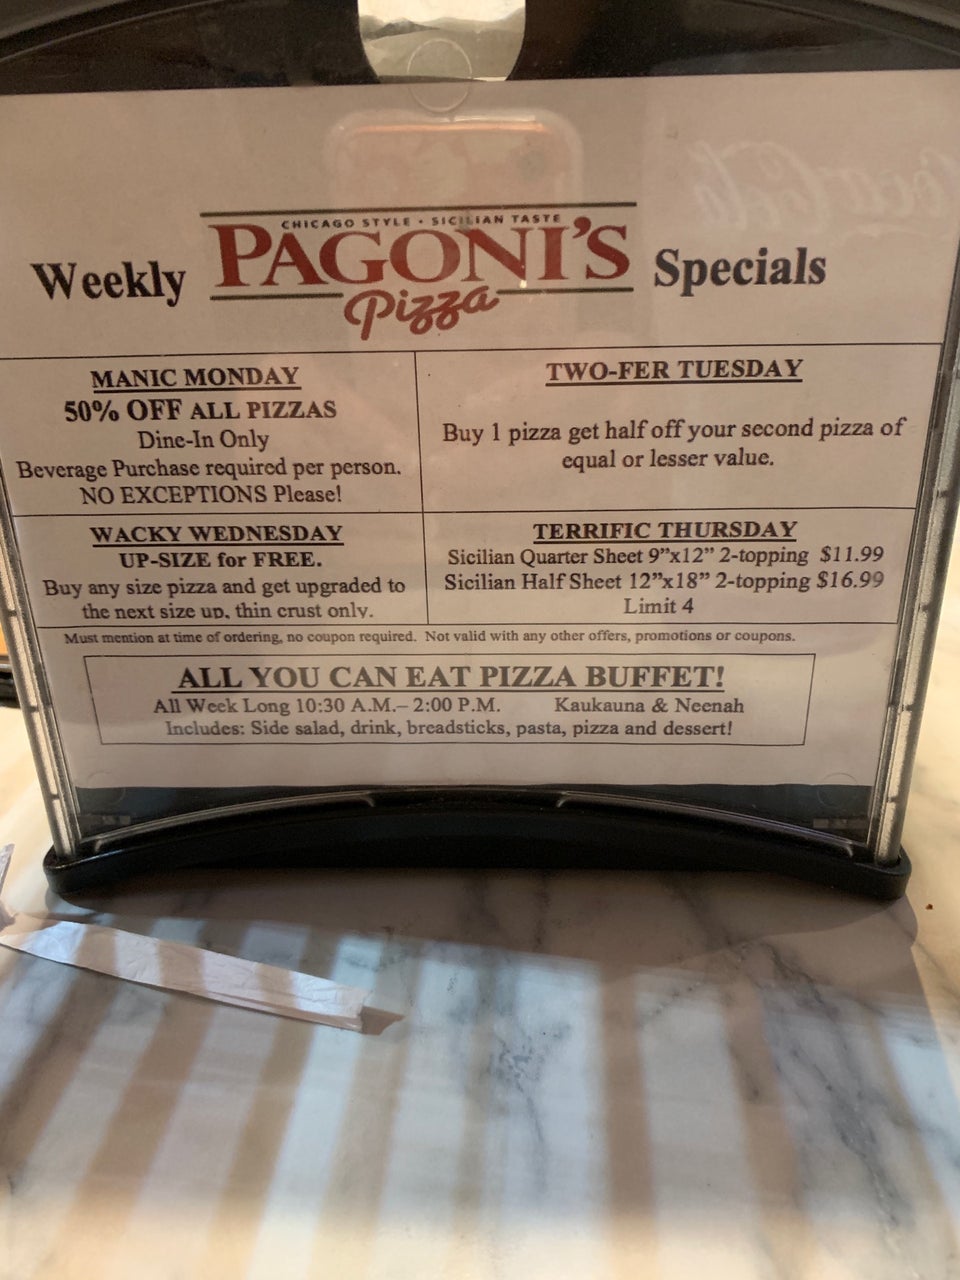 CHICAGO STYLE • SICILIAN TASTE
Weekly PAGONI'S Specials
Pizza
MANIC MONDAY
50% OFF ALL PIZZAS
Dine-In Only
Beverage Purchase required per person.
NO EXCEPTIONS Please!
TWO-FER TUESDAY
Buy 1 pizza get half off your second pizza of
equal or lesser value.
WACKY WEDNESDAY
UP-SIZE for FREE.
Buy any size pizza and get upgraded to
the next size up, thin crust only.
TERRIFIC THURSDAY
Sicilian Quarter Sheet 9”x12” 2-topping $11.99
Sicilian Half Sheet 12”x18” 2-topping $16.99
Limit 4
Must mention at time of ordering, no coupon required. Not valid with any other offers, promotions or coupons.
ALL YOU CAN EAT PIZZA BUFFET!
All Week Long 10:30 A.M.– 2:00 P.M. Kaukauna & Neenah
Includes: Side salad, drink, breadsticks, pasta, pizza and dessert!
Coca-Cola